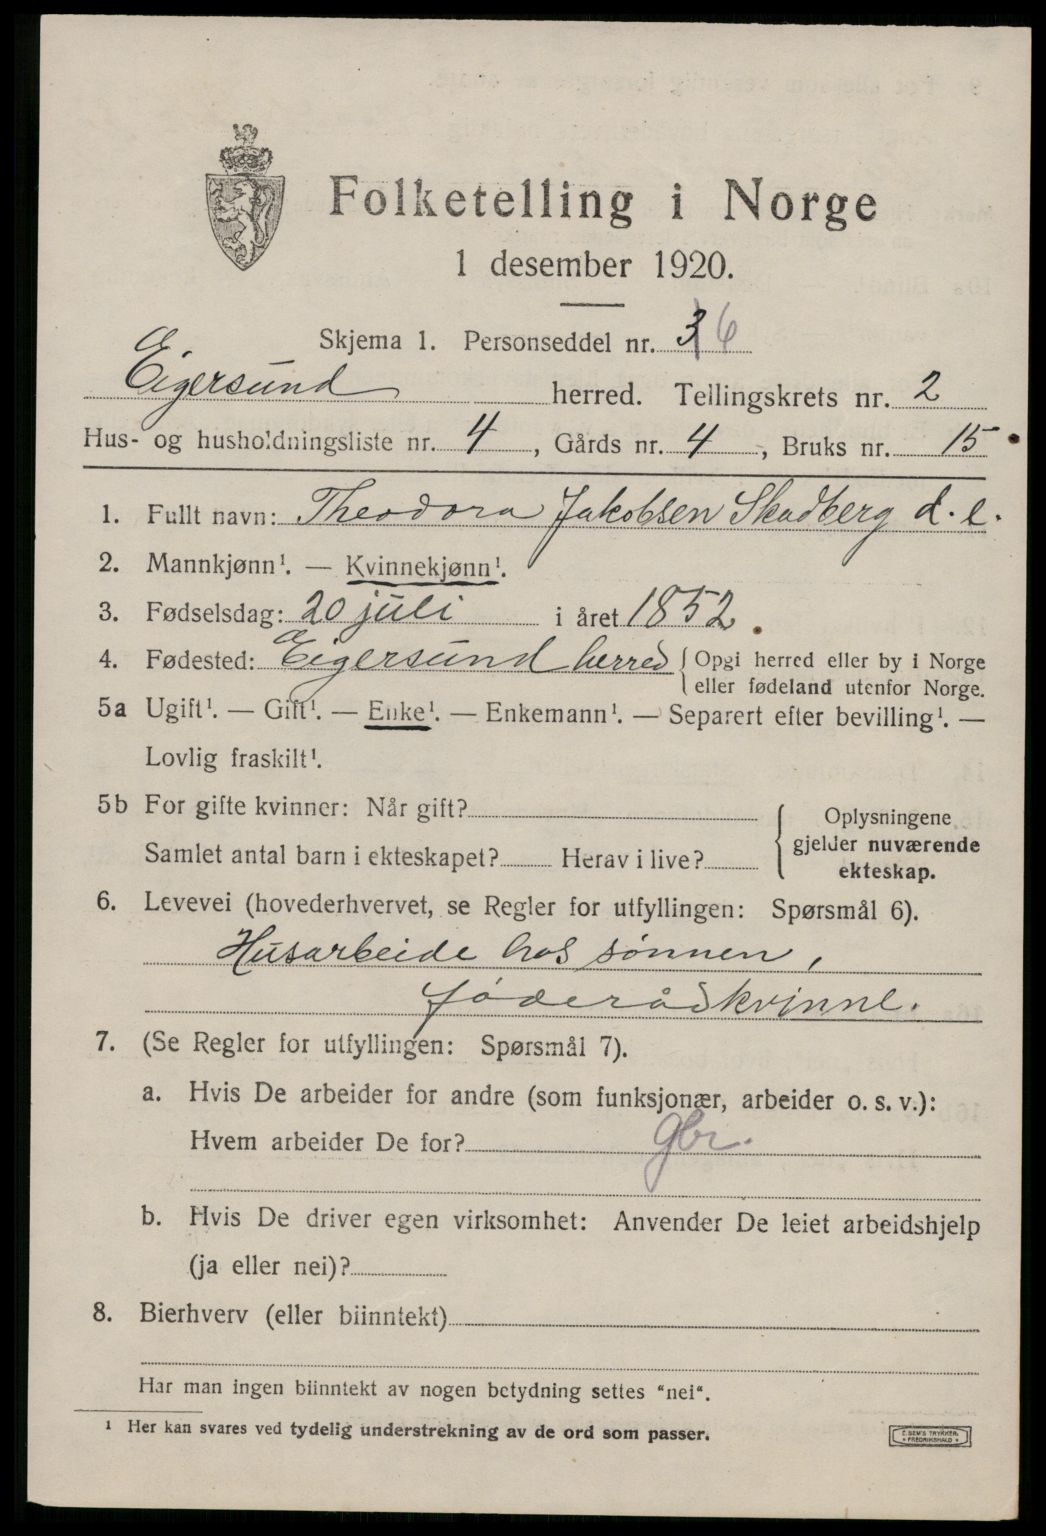 Folketelling i Norge
1 desember 1920.
Skjema 1. Personseddel nr. 36
Eigersund herred. Tellingskrets nr. 2
Hus- og husholdningsliste nr. 4, Gårds nr. 4, Bruks nr. 15
1. Fullt navn: Theodora Jakobsen Skadberg d. e.
2. Mannkjønn¹. — Kvinnekjønn¹.
3. Fødselsdag: 20 juli i året 1852.
4. Fødested: Eigersund herred {Opgi herred eller by i Norge
eller fødeland utenfor Norge.
5a Ugift¹. — Gift¹. — Enke¹. — Enkemann¹. — Separert efter bevilling¹. —
Lovlig fraskilt¹.
5b For gifte kvinner: Når gift?
Samlet antal barn i ekteskapet? Herav i live?
{Oplysningene
gjelder nuværende
ekteskap.
6. Levevei (hovederhvervet, se Regler for utfyllingen: Spørsmål 6).
Husarbeide hos sønnen,
føderådkvinne.
7. (Se Regler for utfyllingen: Spørsmål 7).
a. Hvis De arbeider for andre (som funksjonær, arbeider o. s. v.):
Hvem arbeider De for? gbr.
b. Hvis De driver egen virksomhet: Anvender De leiet arbeidshjelp
(ja eller nei)?
8. Bierhverv (eller biinntekt)
Har man ingen biinntekt av nogen betydning settes "nei".
¹ Her kan svares ved tydelig understrekning av de ord som passer.
E. SEM'S TRYKKERI
FREDRIKSHALD